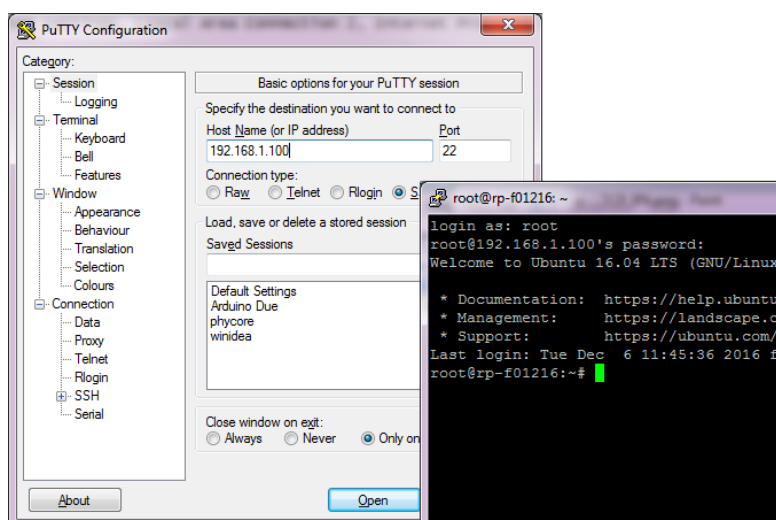 PuTTY Configuration
Category:
Session
Logging
Terminal
Keyboard
Bell
Features
Window
Appearance
Behaviour
Translation
Selection
Colours
Connection
Data
Proxy
Telnet
Rlogin
SSH
Serial
Basic options for your PuTTY session
Specify the destination you want to connect to
Host Name (or IP address) Port
192.168.1.100 22
Connection type:
Raw Telnet Rlogin S
Load, save or delete a stored session
Saved Sessions
Default Settings
Arduino Due
phycore
winidea
Close window on exit:
Always Never Only on
About Open
root@rp-f01216: ~
login as: root
root@192.168.1.100's password:
Welcome to Ubuntu 16.04 LTS (GNU/Linux
* Documentation: https://help.ubuntu
* Management: https://landscape.c
* Support: https://ubuntu.com/
Last login: Tue Dec 6 11:45:36 2016 f
root@rp-f01216:~#